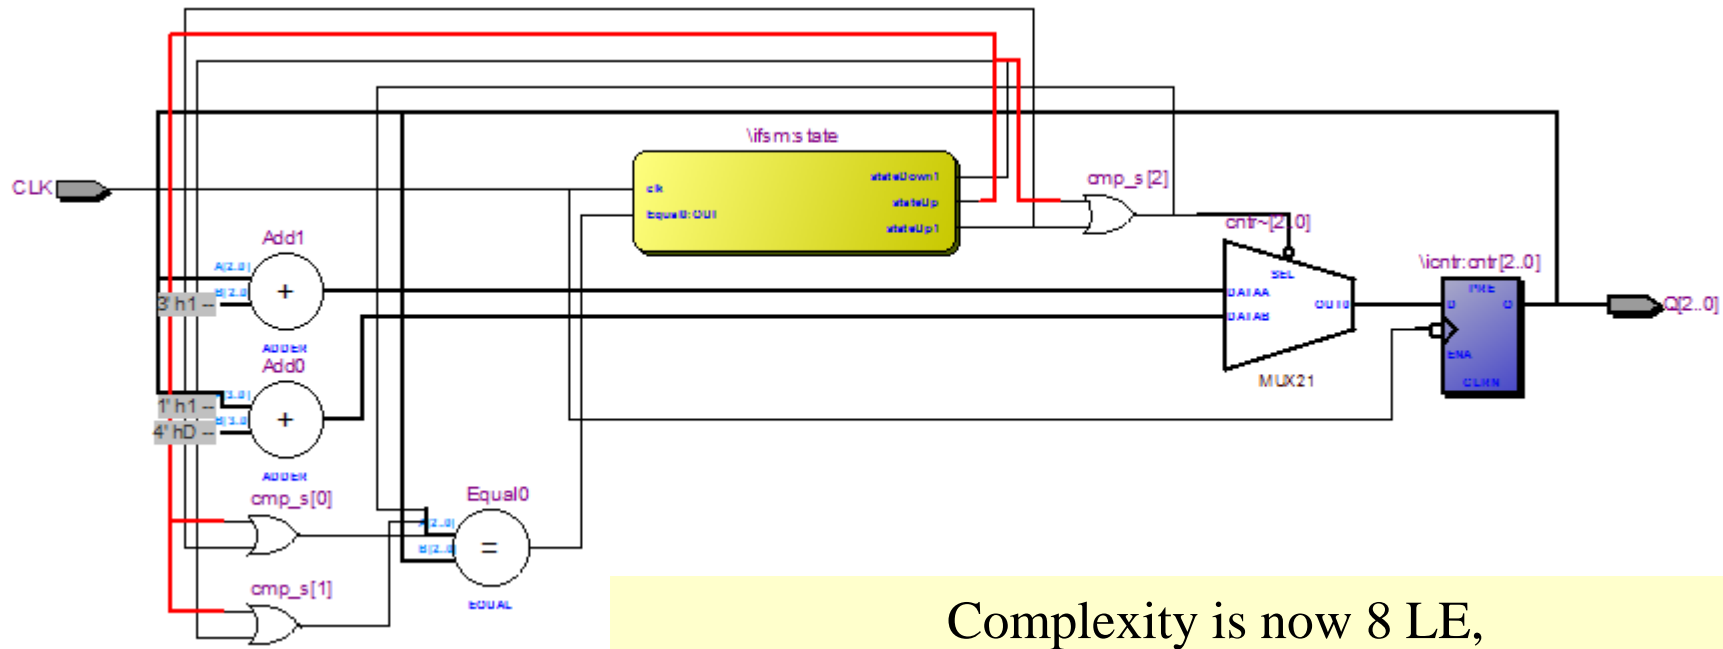 \ifsm:state
CLK
clk
Equal0:OUT
stateDown1
stateUp
stateUp1
cmp_s[2]
cntr~[2..0]
SEL
DATAA
DATAB
OUT0
MUX21
\icntr:cntr[2..0]
PRE
D
Q
ENA
CLRN
Q[2..0]
Add1
A[2..0]
B[2..0]
3' h1 --
+
ADDER
Add0
A[3..0]
1' h1 --
B[3..0]
4' hD --
+
ADDER
cmp_s[0]
Equal0
A[2..0]
B[2..0]
=
EQUAL
cmp_s[1]
Complexity is now 8 LE,